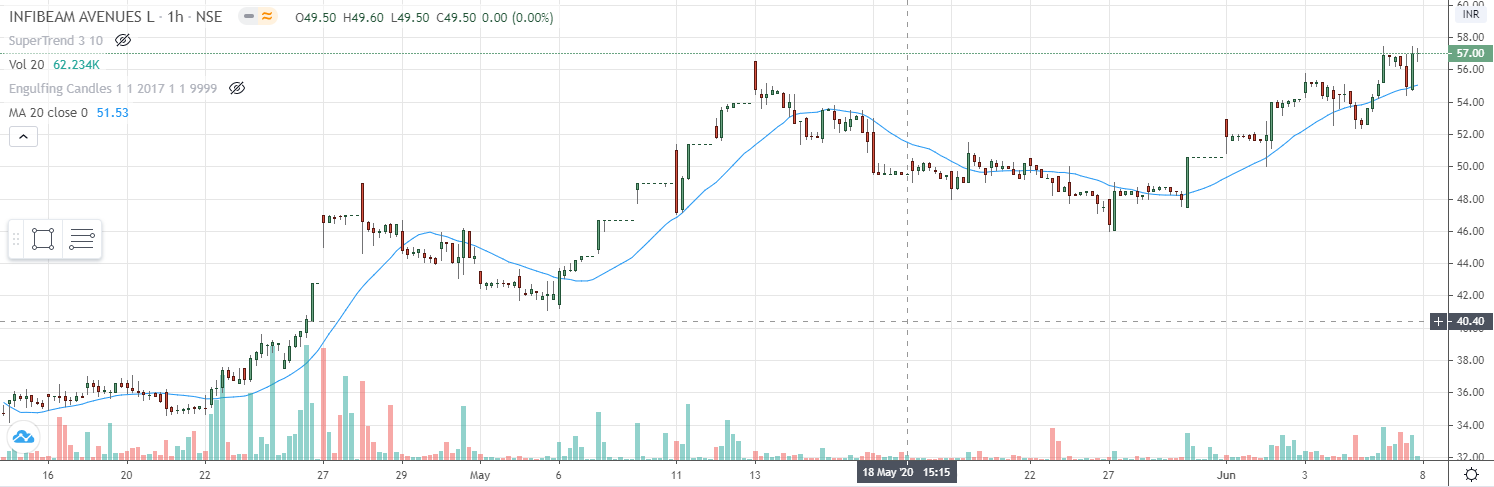 INFIBEAM AVENUES L · 1h · NSE O49.50 H49.60 L49.50 C49.50 0.00 (0.00%)
SuperTrend 3 10
Vol 20 62.234K
Engulfing Candles 1 1 2017 1 1 9999
MA 20 close 0 51.53
INR
60.00
58.00
57.00
56.00
54.00
52.00
50.00
48.00
46.00
44.00
42.00
40.40
38.00
36.00
34.00
32.00
16 20 22 27 29 May 6 11 13 18 May '20 15:15 22 27 Jun 3 8